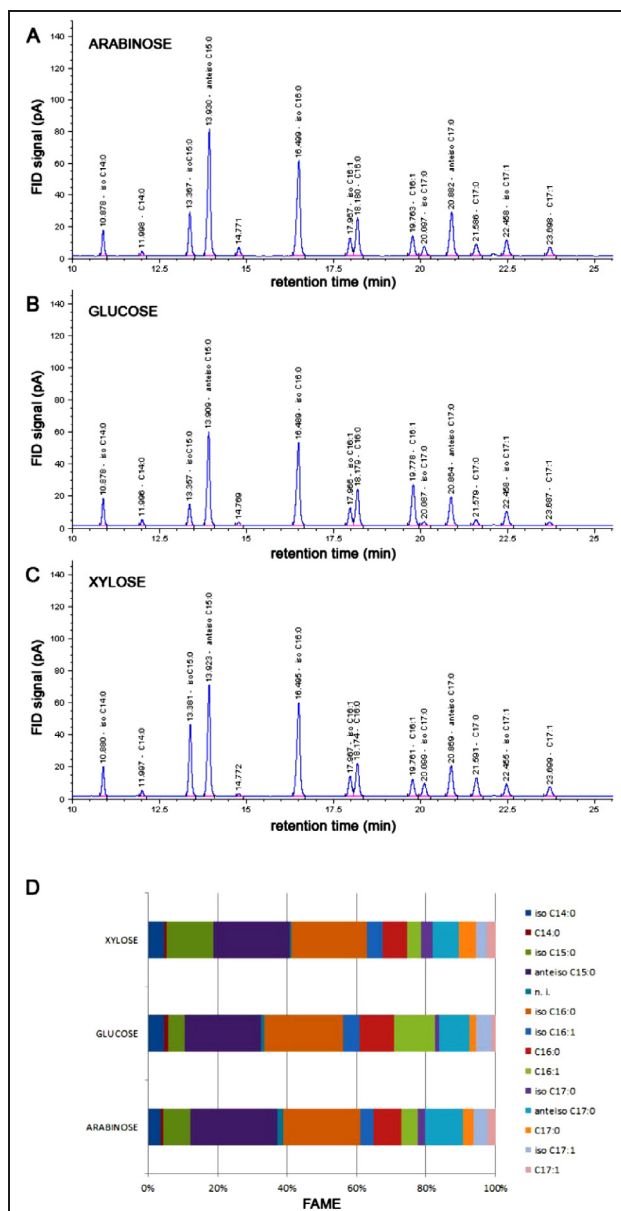 A
ARABINOSE
FID signal (pA)
140
120
100
80
60
40
20
0
10.878 - iso C14:0
11.998 - C14:0
13.367 - isoC15:0
13.930 - anteiso C15:0
14.771
16.499 - iso C16:0
17.967 - iso C16:1
18.180 - C16:0
19.763 - C16:1
20.097 - iso C17:0
20.882 - anteiso C17:0
21.586 - C17:0
22.458 - iso C17:1
23.698 - C17:1
10
12.5
15
17.5
20
22.5
25
retention time (min)
B
GLUCOSE
FID signal (pA)
140
120
100
80
60
40
20
0
10.878 - iso C14:0
11.996 - C14:0
13.357 - iso C15:0
13.909 - anteiso C15:0
14.769
16.489 - iso C16:0
17.966 - iso C16:1
18.179 - C16:0
19.778 - C16:1
20.087 - iso C17:0
20.864 - anteiso C17:0
21.579 - C17:0
22.458 - iso C17:1
23.687 - C17:1
10
12.5
15
17.5
20
22.5
25
retention time (min)
C
XYLOSE
FID signal (pA)
140
120
100
80
60
40
20
0
10.880 - iso C14:0
11.997 - C14:0
13.381 - isoC15:0
13.923 - anteiso C15:0
14.772
16.495 - iso C16:0
17.967 - iso C16:1
18.174 - C16:0
19.761 - C16:1
20.099 - iso C17:0
20.869 - anteiso C17:0
21.591 - C17:0
22.455 - iso C17:1
23.699 - C17:1
10
12.5
15
17.5
20
22.5
25
retention time (min)
D
XYLOSE
GLUCOSE
ARABINOSE
0%
20%
40%
60%
80%
100%
FAME
iso C14:0
C14:0
iso C15:0
anteiso C15:0
n. i.
iso C16:0
iso C16:1
C16:0
C16:1
iso C17:0
anteiso C17:0
C17:0
iso C17:1
C17:1